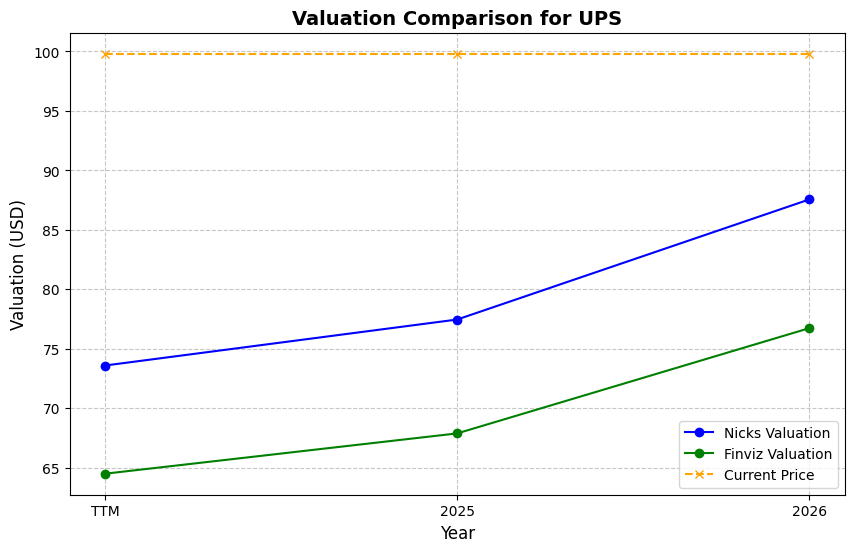 Valuation Comparison for UPS
Valuation (USD)
100
95
90
85
80
75
70
65
TTM
2025
2026
Year
Nicks Valuation
Finviz Valuation
Current Price